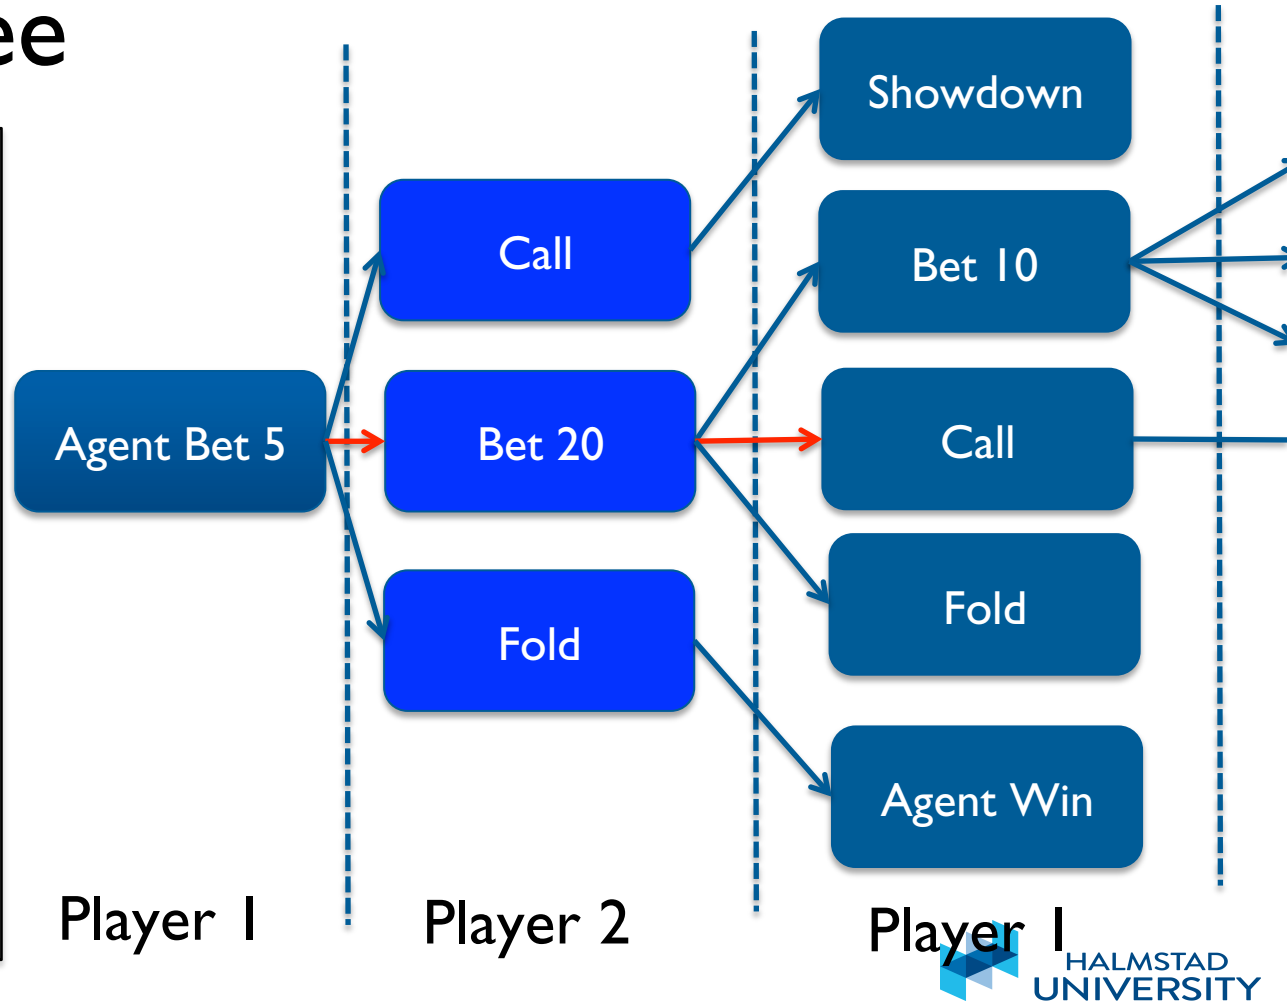 ee
Showdown
Call
Bet 10
Agent Bet 5
Bet 20
Call
Fold
Fold
Agent Win
Player 1
Player 2
Player 1
HALMSTAD
UNIVERSITY